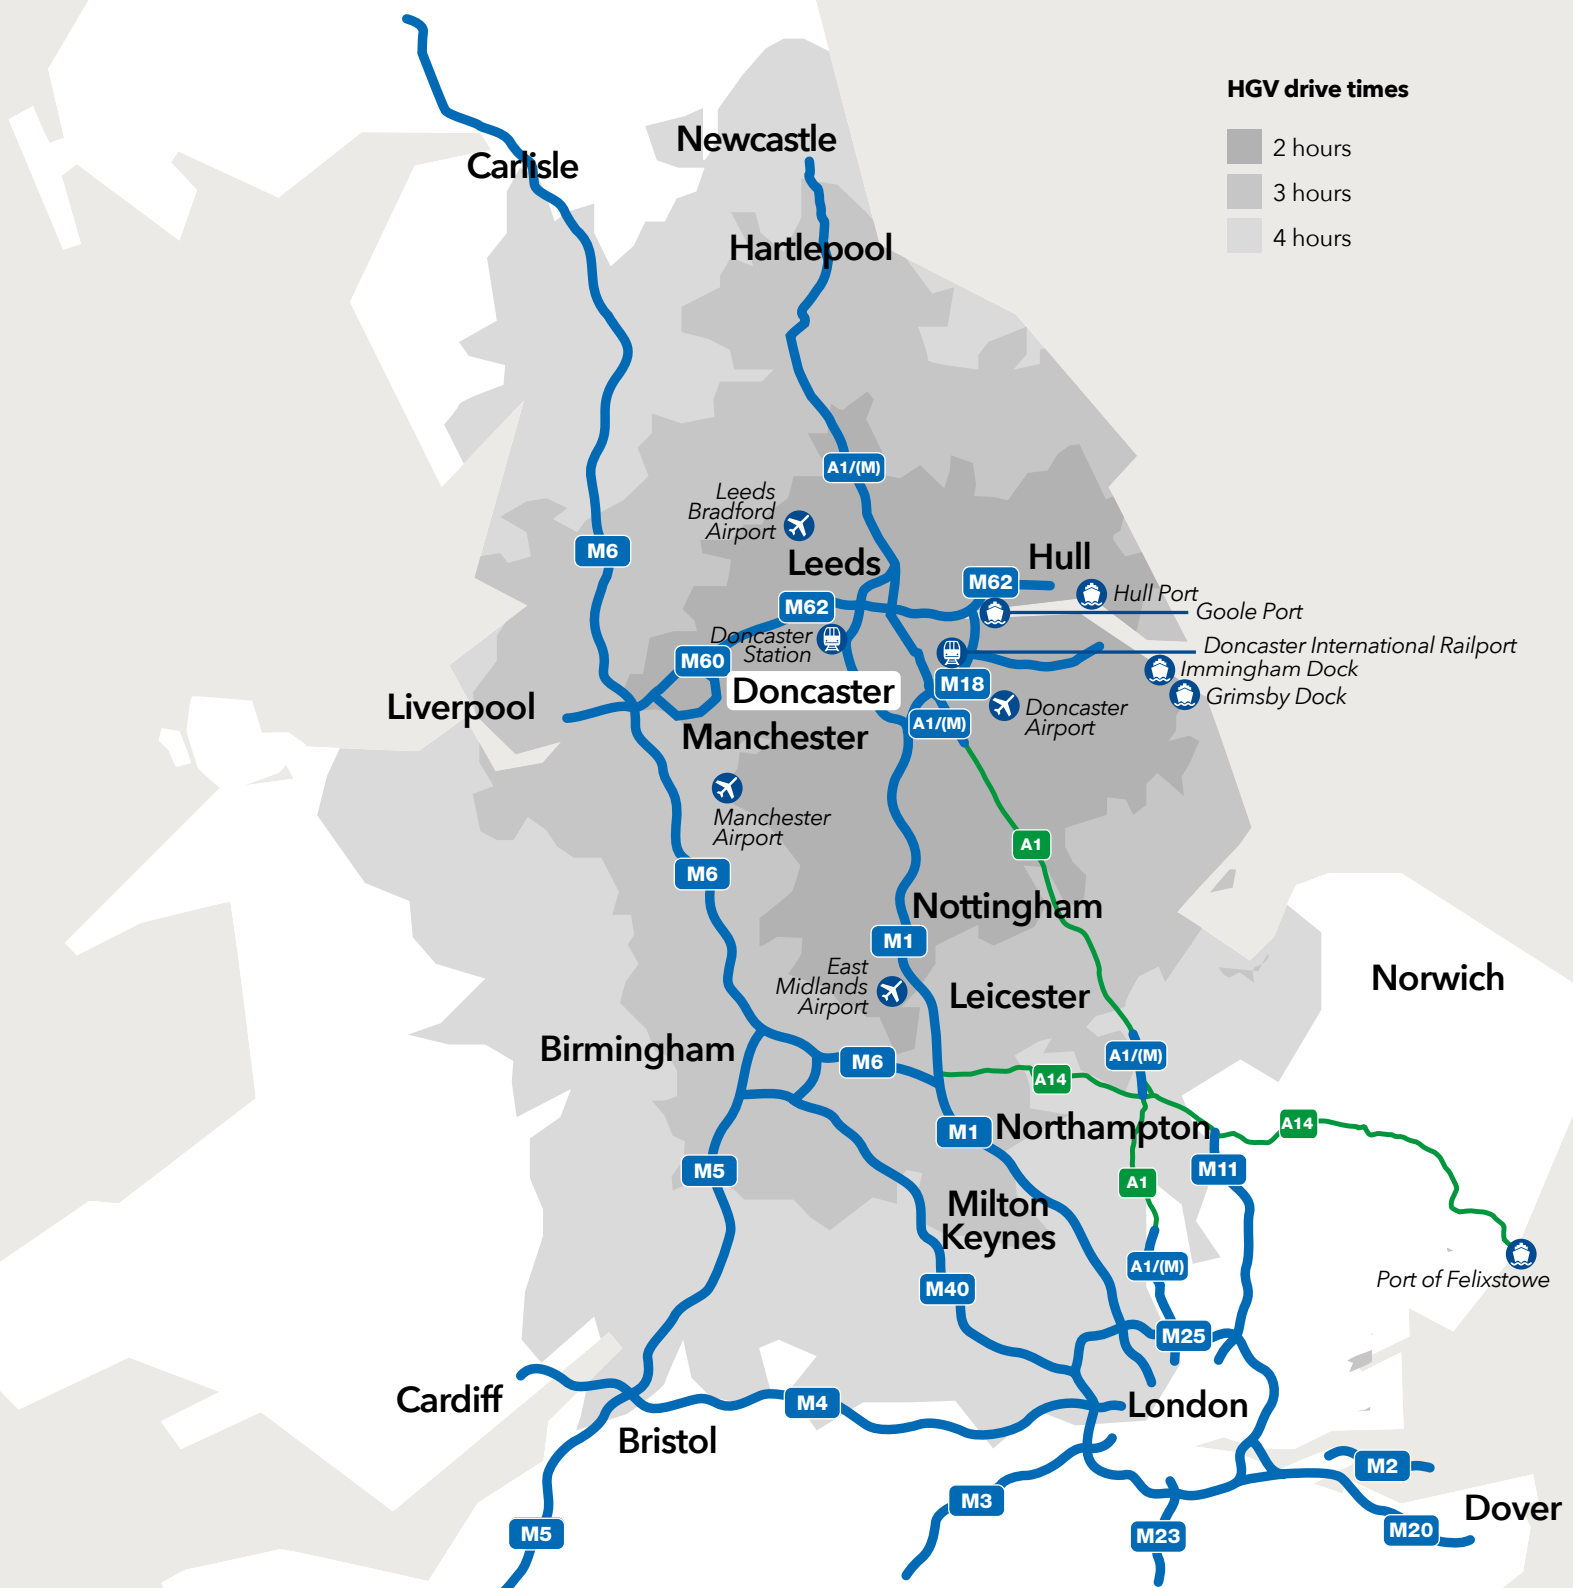 HGV drive times
2 hours
3 hours
4 hours
Newcastle
Carlisle
Hartlepool
A1/(M)
Leeds
Bradford
Airport
M6
Leeds
Hull
M62
Hull Port
M62
Goole Port
Doncaster
Station
Doncaster International Railport
M60
Immingham Dock
M18
Doncaster
Grimsby Dock
Liverpool
Doncaster
Airport
A1/(M)
Manchester
Manchester
Airport
A1
M6
Nottingham
M1
East
Midlands
Airport
Norwich
Leicester
Birmingham
M6
A1/(M)
A14
Northampton
M1
A14
M5
M11
A1
Milton
Keynes
A1/(M)
M40
Port of Felixstowe
M25
Cardiff
M4
London
Bristol
M2
M3
Dover
M5
M23
M20